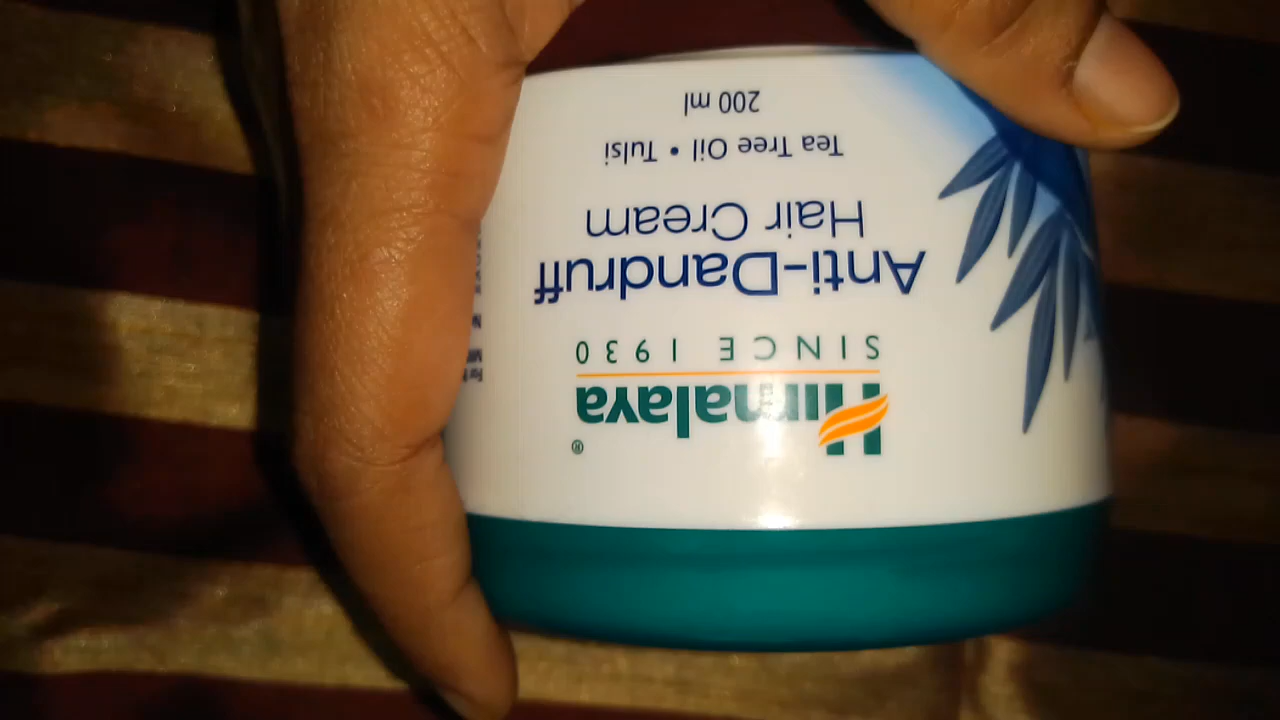 Himalaya®
SINCE 1930
Anti-Dandruff
Hair Cream
Tea Tree Oil • Tulsi
200 ml